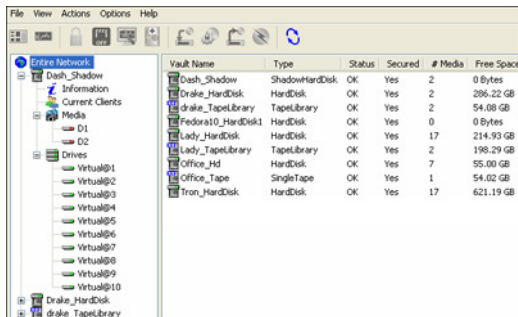 File View Actions Options Help
Entire Network
Dash_Shadow
Information
Current Clients
Media
D1
D2
Drives
Virtual@1
Virtual@2
Virtual@3
Virtual@4
Virtual@5
Virtual@6
Virtual@7
Virtual@8
Virtual@9
Virtual@10
Drake_HardDisk
drake_TapeLibrary
Vault Name Type Status Secured # Media Free Space
Dash_Shadow ShadowHardDisk OK Yes 2 0 Bytes
Drake_HardDisk HardDisk OK Yes 2 286.22 GB
drake_TapeLibrary TapeLibrary OK Yes 2 54.08 GB
Fedora10_HardDisk1 HardDisk OK Yes 0 0 Bytes
Lady_HardDisk HardDisk OK Yes 17 214.93 GB
Lady_TapeLibrary TapeLibrary OK Yes 2 198.29 GB
Office_Hd HardDisk OK Yes 7 55.00 GB
Office_Tape SingleTape OK Yes 1 54.02 GB
Tron_HardDisk HardDisk OK Yes 17 621.19 GB